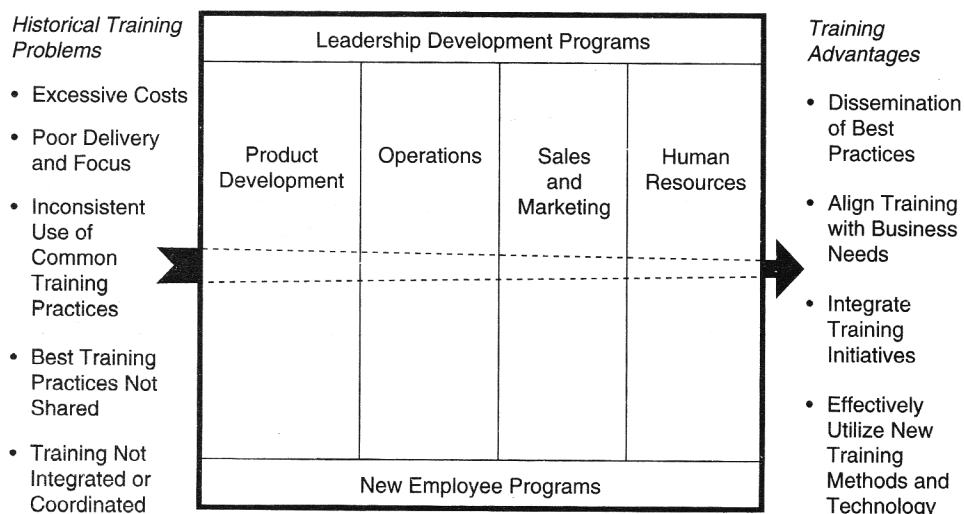 Historical Training
Problems
• Excessive Costs
• Poor Delivery
and Focus
• Inconsistent
Use of
Common
Training
Practices
• Best Training
Practices Not
Shared
• Training Not
Integrated or
Coordinated
Leadership Development Programs
Product
Development
Operations
Sales
and
Marketing
Human
Resources
New Employee Programs
Training
Advantages
• Dissemination
of Best
Practices
• Align Training
with Business
Needs
• Integrate
Training
Initiatives
• Effectively
Utilize New
Training
Methods and
Technology